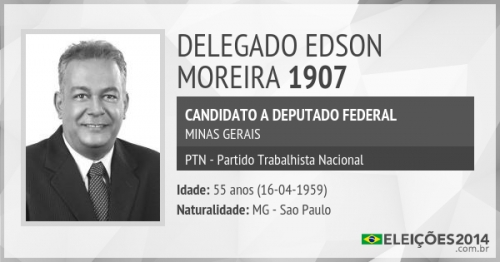 DELEGADO EDSON
MOREIRA 1907
CANDIDATO A DEPUTADO FEDERAL
MINAS GERAIS
PTN - Partido Trabalhista Nacional
Idade: 55 anos (16-04-1959)
Naturalidade: MG - Sao Paulo
ELEIÇÕES2014
.com.br